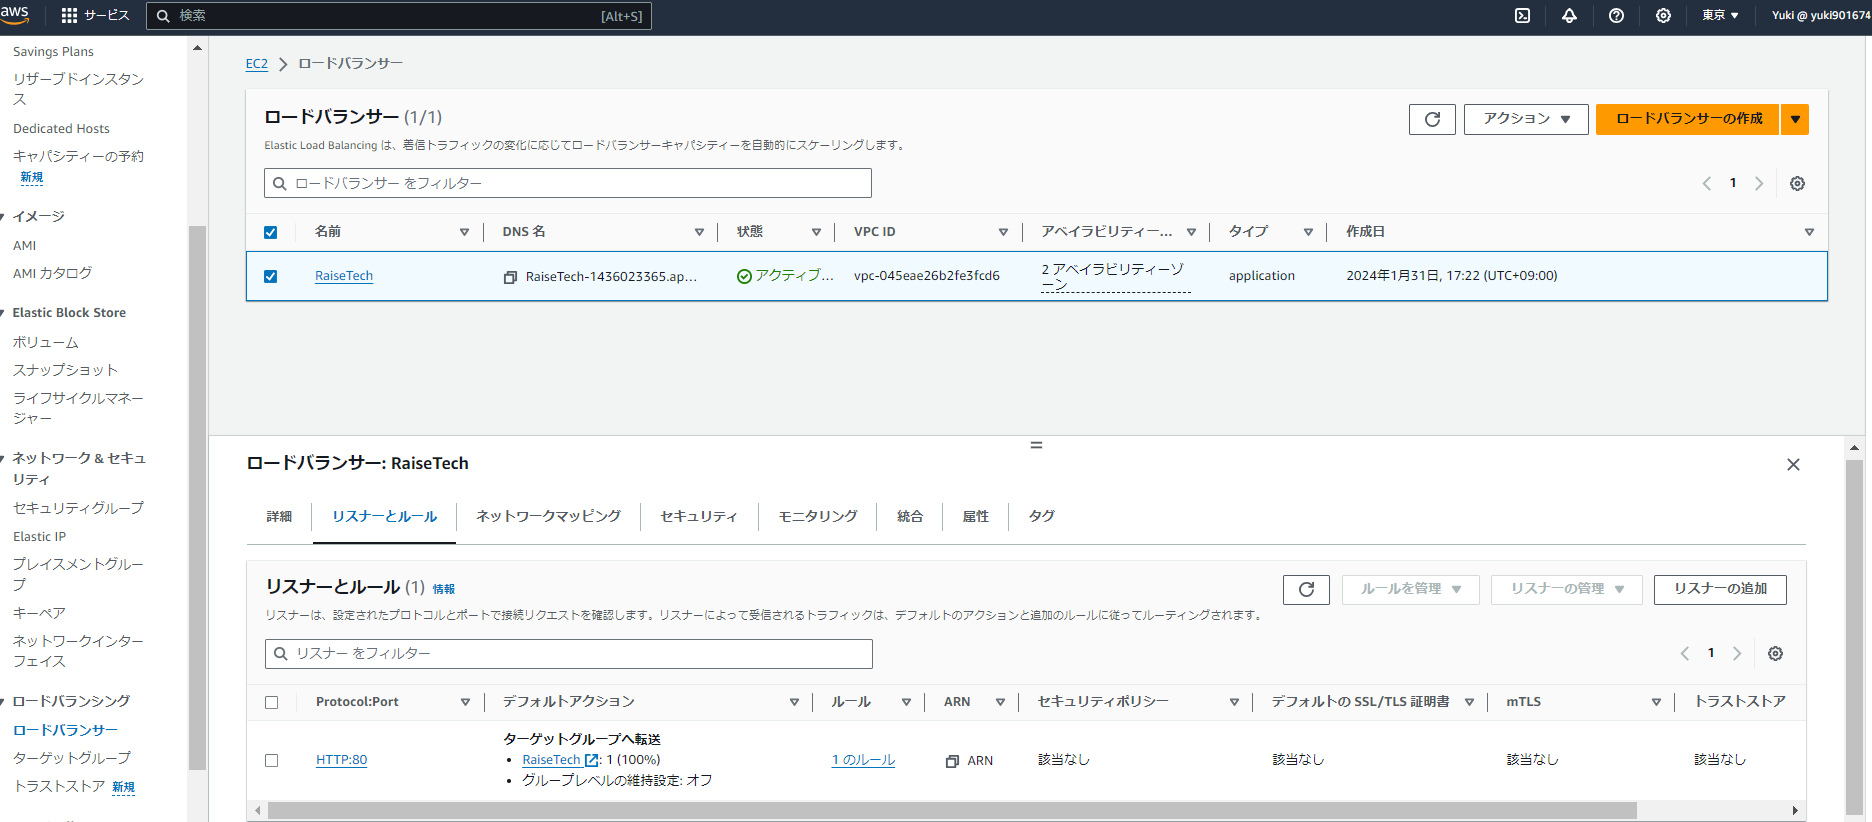 aws
サービス
検索
[Alt+S]
東京
Yuki @ yuki901674
Savings Plans
リザーブドインスタン
ス
Dedicated Hosts
キャパシティーの予約
新規
イメージ
AMI
AMI カタログ
Elastic Block Store
ボリューム
スナップショット
ライフサイクルマネー
ジャー
ネットワーク & セキュ
リティ
セキュリティグループ
Elastic IP
プレイスメントグルー
プ
キーペア
ネットワークインター
フェイス
ロードバランシング
ロードバランサー
ターゲットグループ
トラストストア 新規
EC2 > ロードバランサー
ロードバランサー (1/1)
アクション
ロードバランサーの作成
Elastic Load Balancing は、着信トラフィックの変化に応じてロードバランサーキャパシティーを自動的にスケーリングします。
ロードバランサー をフィルター
1
名前 DNS 名 状態 VPC ID アベイラビリティー... タイプ 作成日
RaiseTech RaiseTech-1436023365.ap... アクティブ... vpc-045eae26b2fe3fcd6 2 アベイラビリティーゾ
ーン
application 2024年1月31日, 17:22 (UTC+09:00)
ロードバランサー: RaiseTech
詳細 リスナーとルール ネットワークマッピング セキュリティ モニタリング 統合 属性 タグ
リスナーとルール (1) 情報
ルールを管理 リスナーの管理 リスナーの追加
リスナーは、設定されたプロトコルとポートで接続リクエストを確認します。リスナーによって受信されるトラフィックは、デフォルトのアクションと追加のルールに従ってルーティングされます。
リスナー をフィルター
1
Protocol:Port デフォルトアクション ルール ARN セキュリティポリシー デフォルトの SSL/TLS 証明書 mTLS トラストストア
HTTP:80
ターゲットグループへ転送
• RaiseTech : 1 (100%)
• グループレベルの維持設定: オフ
1 のルール ARN 該当なし 該当なし 該当なし 該当なし